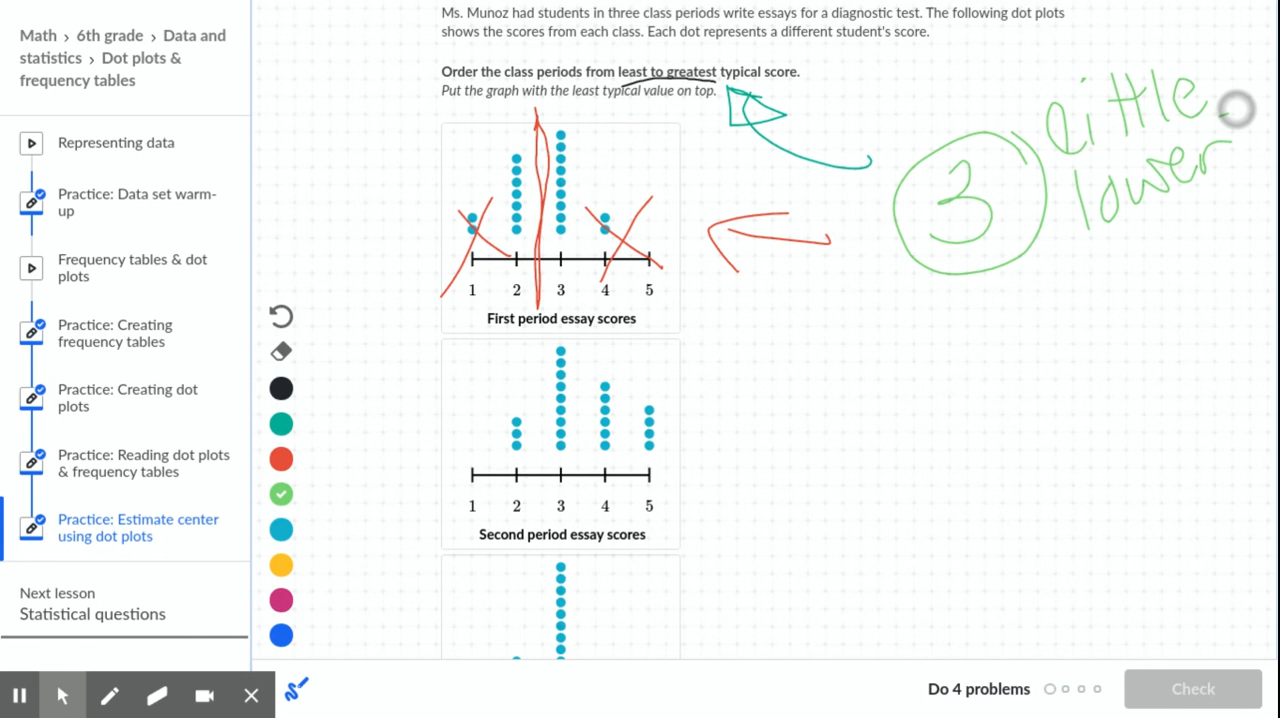 Math › 6th grade › Data and
statistics › Dot plots &
frequency tables
Representing data
Practice: Data set warm-
up
Frequency tables & dot
plots
Practice: Creating
frequency tables
Practice: Creating dot
plots
Practice: Reading dot plots
& frequency tables
Practice: Estimate center
using dot plots
Next lesson
Statistical questions
Ms. Munoz had students in three class periods write essays for a diagnostic test. The following dot plots
shows the scores from each class. Each dot represents a different student's score.
Order the class periods from least to greatest typical score.
Put the graph with the least typical value on top.
1 2 3 4 5
First period essay scores
1 2 3 4 5
Second period essay scores
3
little
lower
Do 4 problems
Check